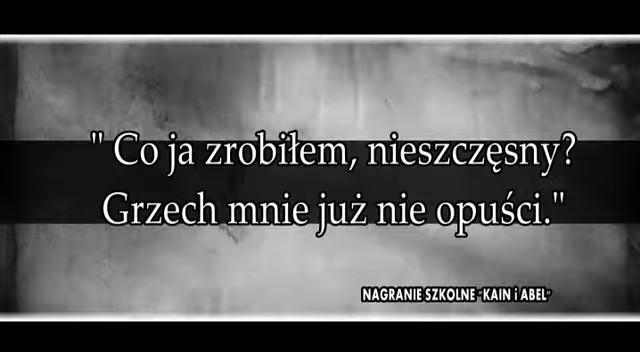 " Co ja zrobiłem, nieszczęsny?
Grzech mnie już nie opuści."
NAGRANIE SZKOLNE "KAIN i ABEL"